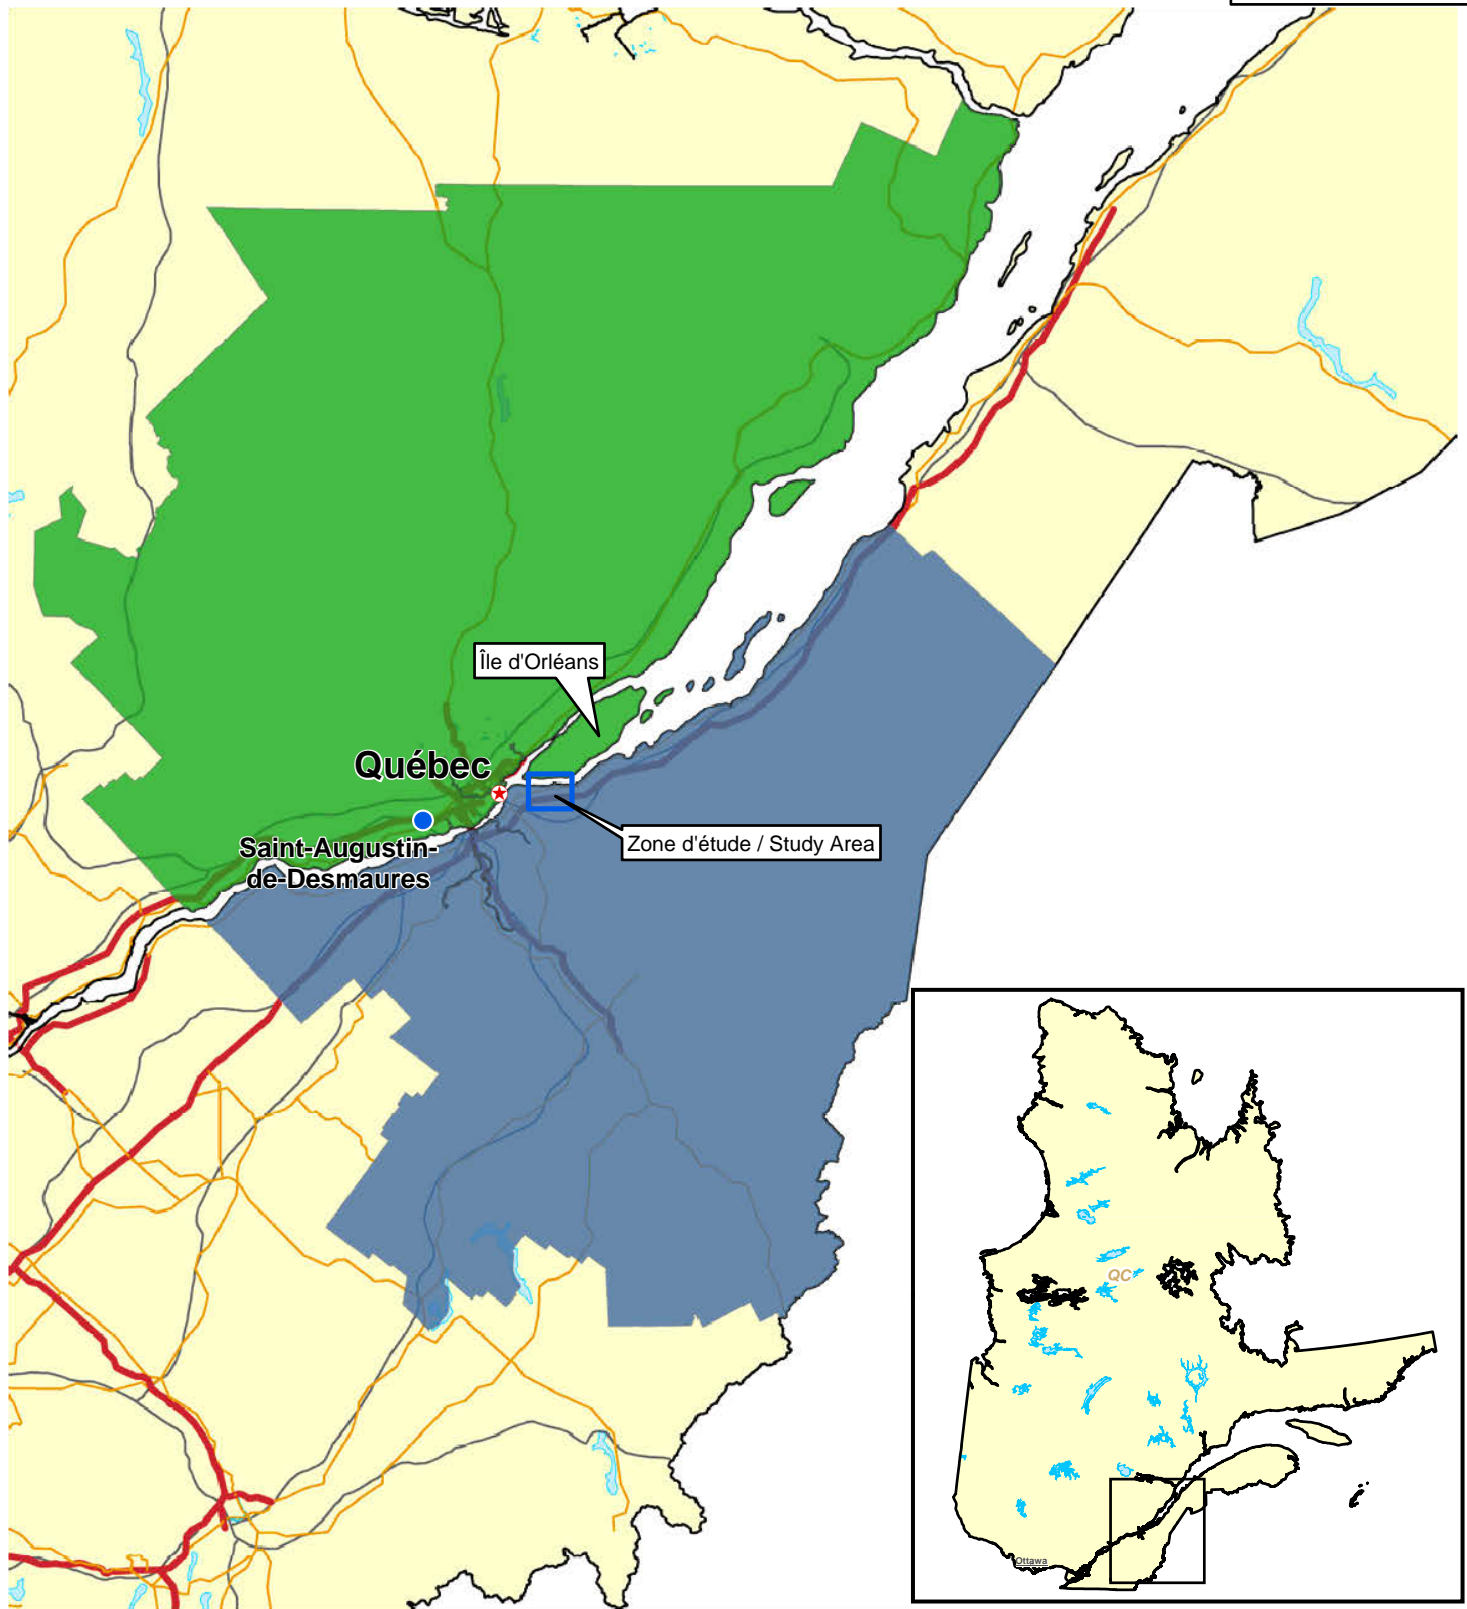 Île d'Orléans
Québec
Zone d'étude / Study Area
Saint-Augustin-
de-Desmaures
QC
Ottawa